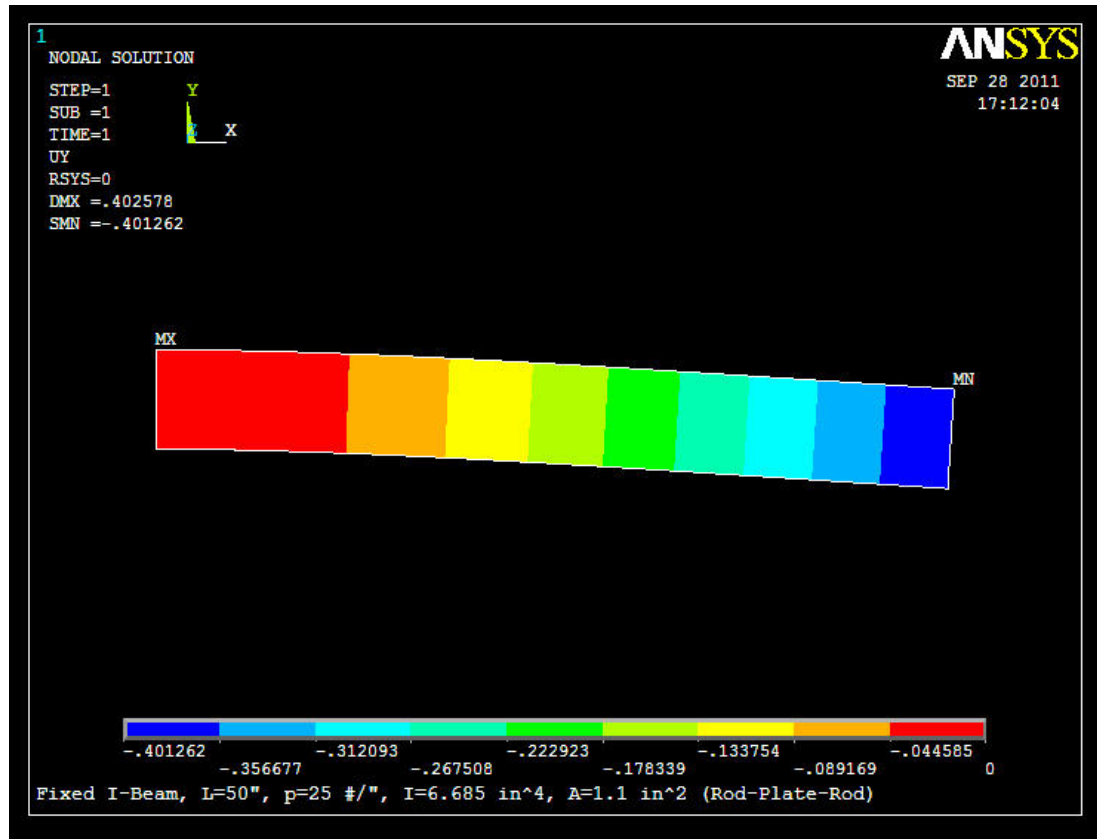 1
NODAL SOLUTION
STEP=1
SUB =1
TIME=1
UY
RSYS=0
DMX =.402578
SMN =-.401262
Y
Z X
ANSYS
SEP 28 2011
17:12:04
MX
MN
-.401262 -.312093 -.222923 -.133754 -.044585
-.356677 -.267508 -.178339 -.089169 0
Fixed I-Beam, L=50", p=25 #/", I=6.685 in^4, A=1.1 in^2 (Rod-Plate-Rod)